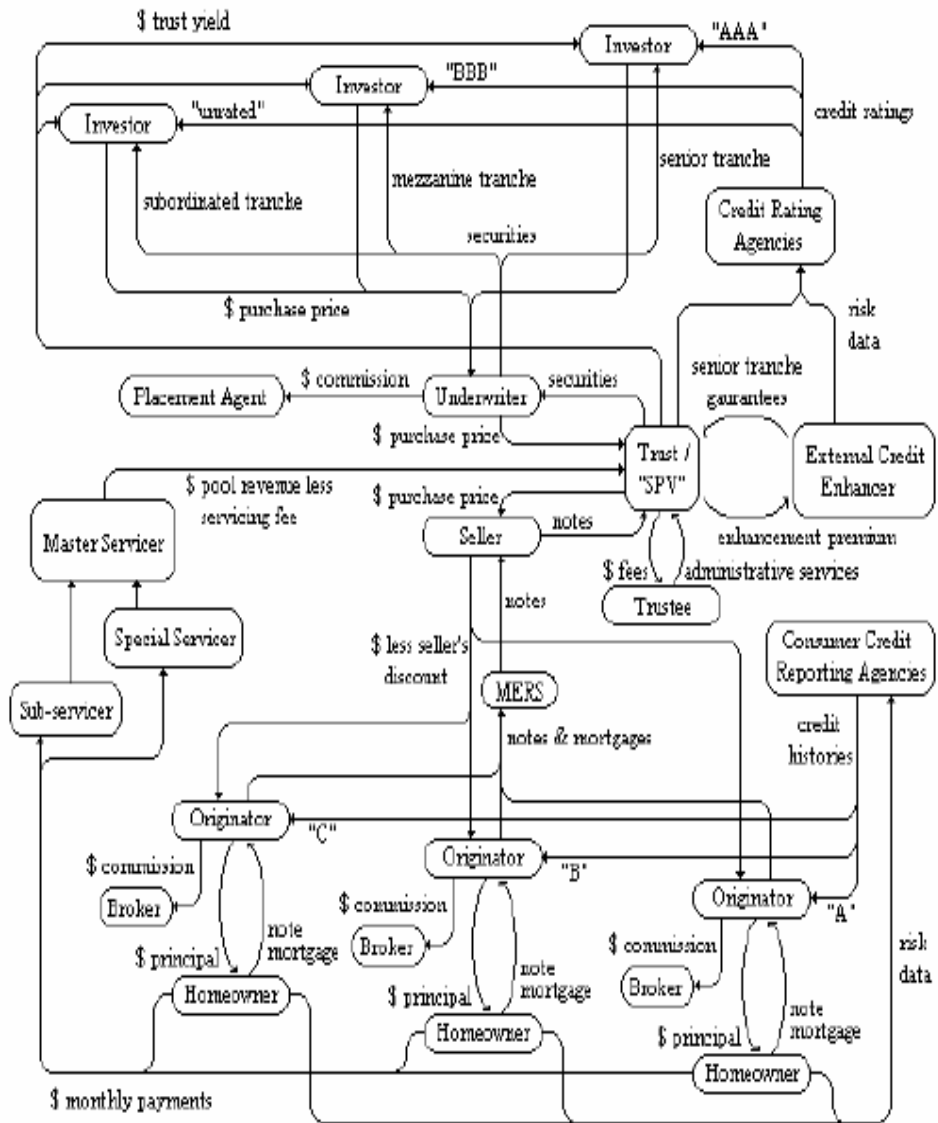 $ trust yield
Investor
"AAA"
Investor
"BBB"
Investor
"unrated"
credit ratings
senior tranche
mezzanine tranche
subordinated tranche
securities
Credit Rating
Agencies
$ purchase price
risk
data
$ commission
securities
senior tranche
gaurantees
Placement Agent
Underwriter
$ purchase price
Trust /
"SPV"
External Credit
Enhancer
$ pool revenue less
servicing fee
$ purchase price
Master Servicer
Seller
notes
enhancement premium
$ fees
administrative services
Trustee
notes
Special Servicer
$ less seller's
discount
Consumer Credit
Reporting Agencies
MERS
Sub-servicer
notes & mortgages
credit
histories
Originator
"C"
Originator
"B"
Originator
"A"
$ commission
Broker
$ commission
Broker
$ commission
Broker
note
mortgage
$ principal
Homeowner
note
mortgage
$ principal
Homeowner
note
mortgage
$ principal
Homeowner
risk
data
$ monthly payments